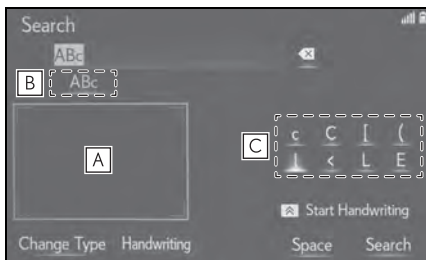 Search
ABc
B ABc
A
C
c C [ (
⌋ < L E
Start Handwriting
Change Type Handwriting Space Search